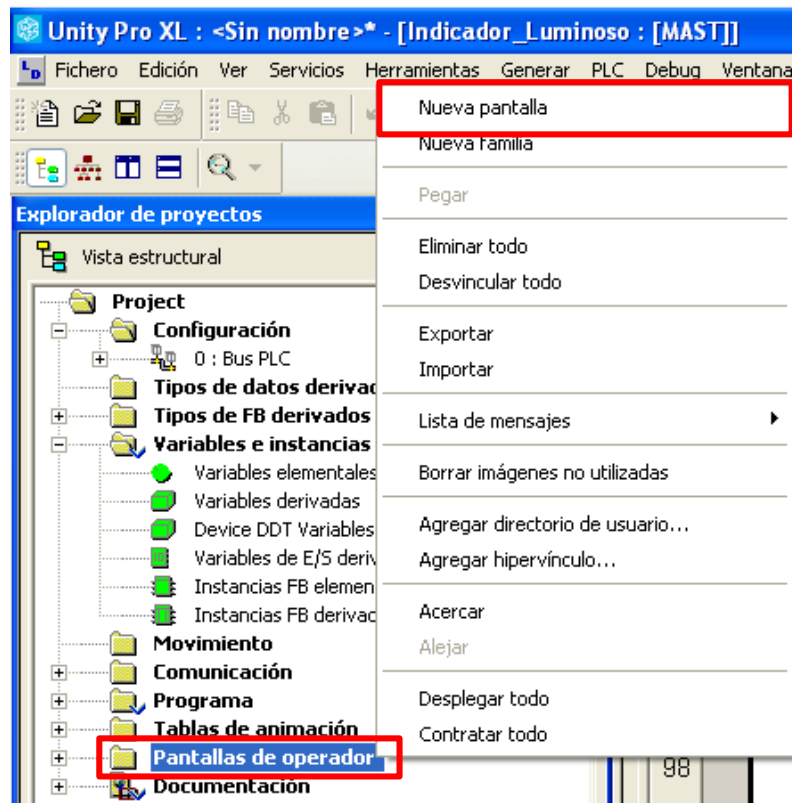 Unity Pro XL : <Sin nombre>* - [Indicador_Luminoso : [MAST]]
Fichero Edición Ver Servicios Herramientas Generar PLC Debug Ventana
Explorador de proyectos
Vista estructural
Project
Configuración
0 : Bus PLC
Tipos de datos derivad
Tipos de FB derivados
Variables e instancias
Variables elementales
Variables derivadas
Device DDT Variables
Variables de E/S deriv
Instancias FB elemen
Instancias FB derivad
Movimiento
Comunicación
Programa
Tablas de animación
Pantallas de operador
Documentación
Nueva pantalla
Nueva familia
Pegar
Eliminar todo
Desvincular todo
Exportar
Importar
Lista de mensajes
Borrar imágenes no utilizadas
Agregar directorio de usuario...
Agregar hipervínculo...
Acercar
Alejar
Desplegar todo
Contratar todo
98